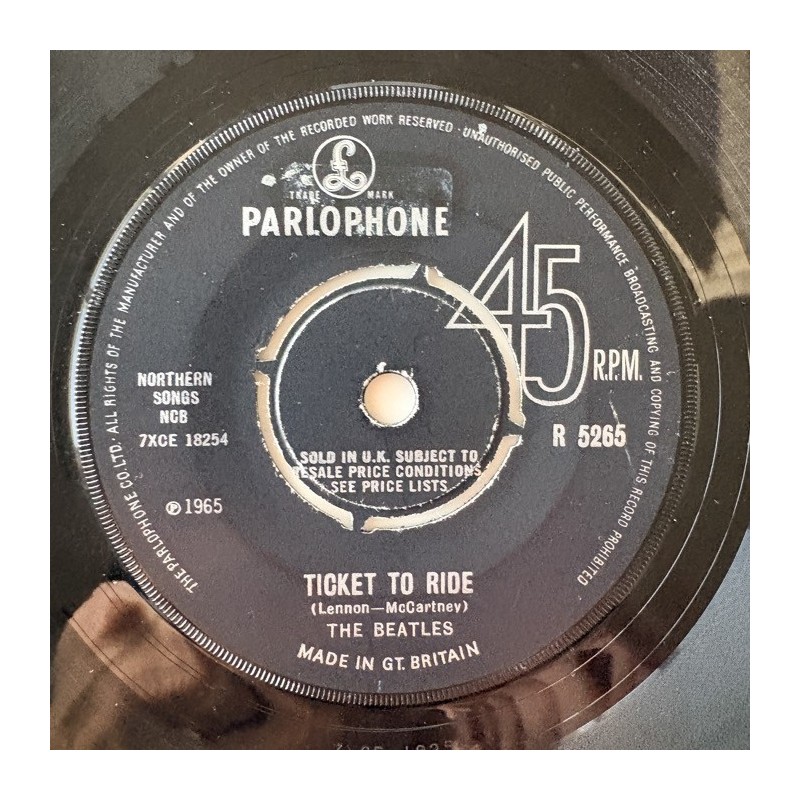 THE PARLOPHONE CO.LTD. ALL RIGHTS OF THE MANUFACTURER AND OF THE OWNER OF THE RECORDED WORK RESERVED · UNAUTHORISED PUBLIC PERFORMANCE BROADCASTING AND COPYING OF THIS RECORD PROHIBITED
£
TRADE MARK
PARLOPHONE
45
R.P.M.
NORTHERN
SONGS
NCB
7XCE 18254
R 5265
SOLD IN U.K. SUBJECT TO
RESALE PRICE CONDITIONS,
SEE PRICE LISTS
℗ 1965
TICKET TO RIDE
(Lennon—McCartney)
THE BEATLES
MADE IN GT. BRITAIN